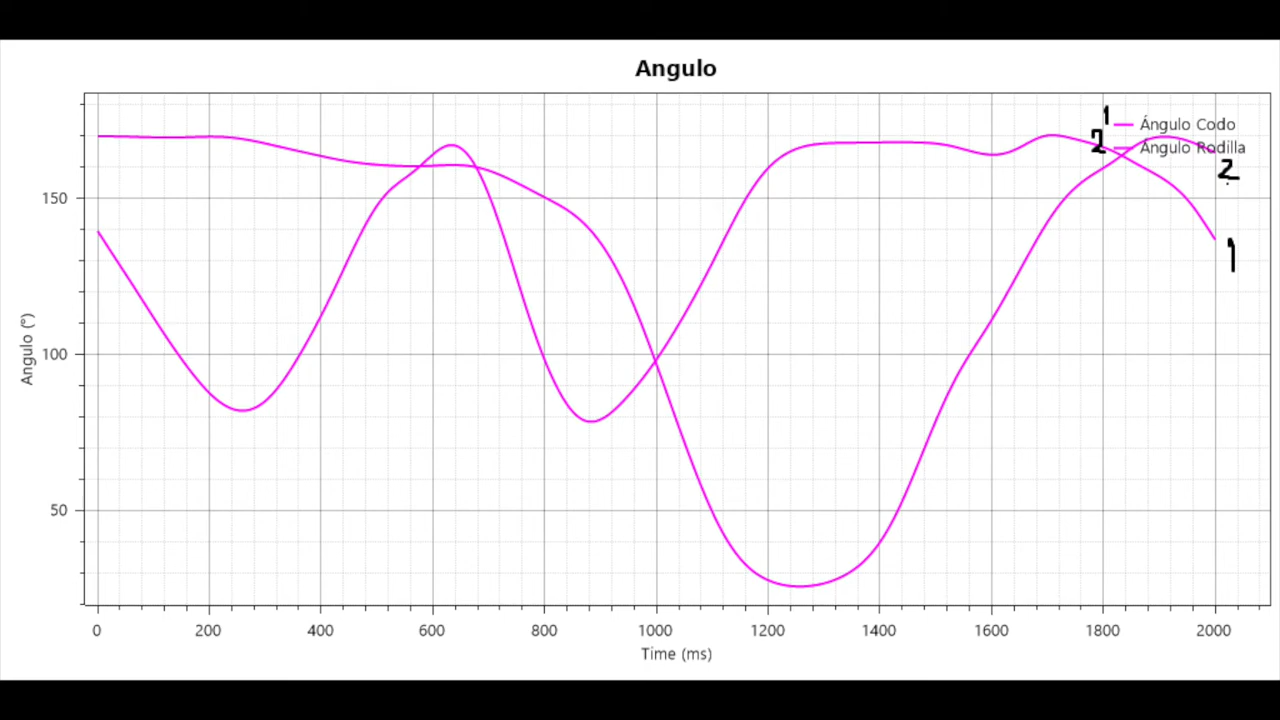 Angulo
1
Ángulo Codo
2
Ángulo Rodilla
2
1
150
100
50
Angulo (°)
0 200 400 600 800 1000 1200 1400 1600 1800 2000
Time (ms)